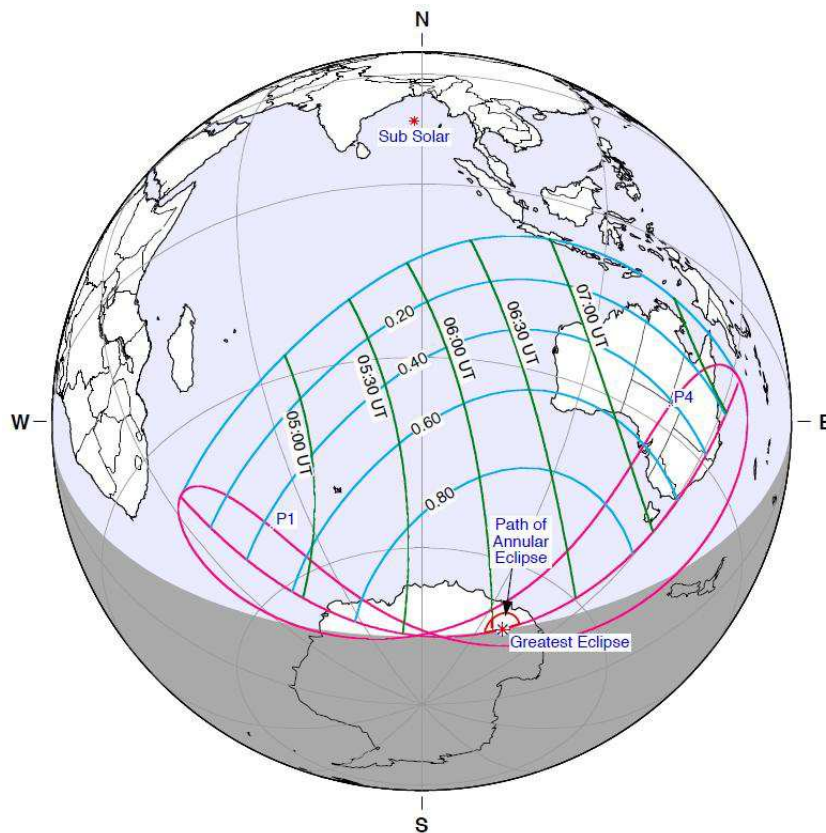 N
Sub Solar
07:00 UT
06:30 UT
06:00 UT
0.20
05:30 UT
0.40
P4
W
E
0.60
05:00 UT
0.80
P1
Path of
Annular
Eclipse
Greatest Eclipse
S